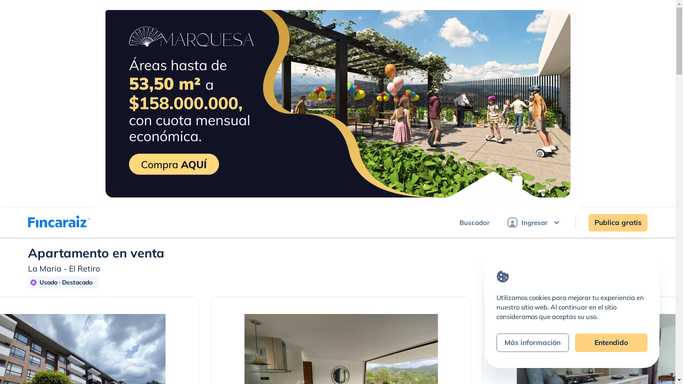 MARQUESA
Áreas hasta de
53,50 m² a
$158.000.000,
con cuota mensual
económica.
Compra AQUÍ
Fincaraiz
Buscador
Ingresar
Publica gratis
Apartamento en venta
La Maria - El Retiro
Usado · Destacado
Utilizamos cookies para mejorar tu experiencia en
nuestro sitio web. Al continuar en el sitio
consideramos que aceptas su uso.
Más información
Entendido